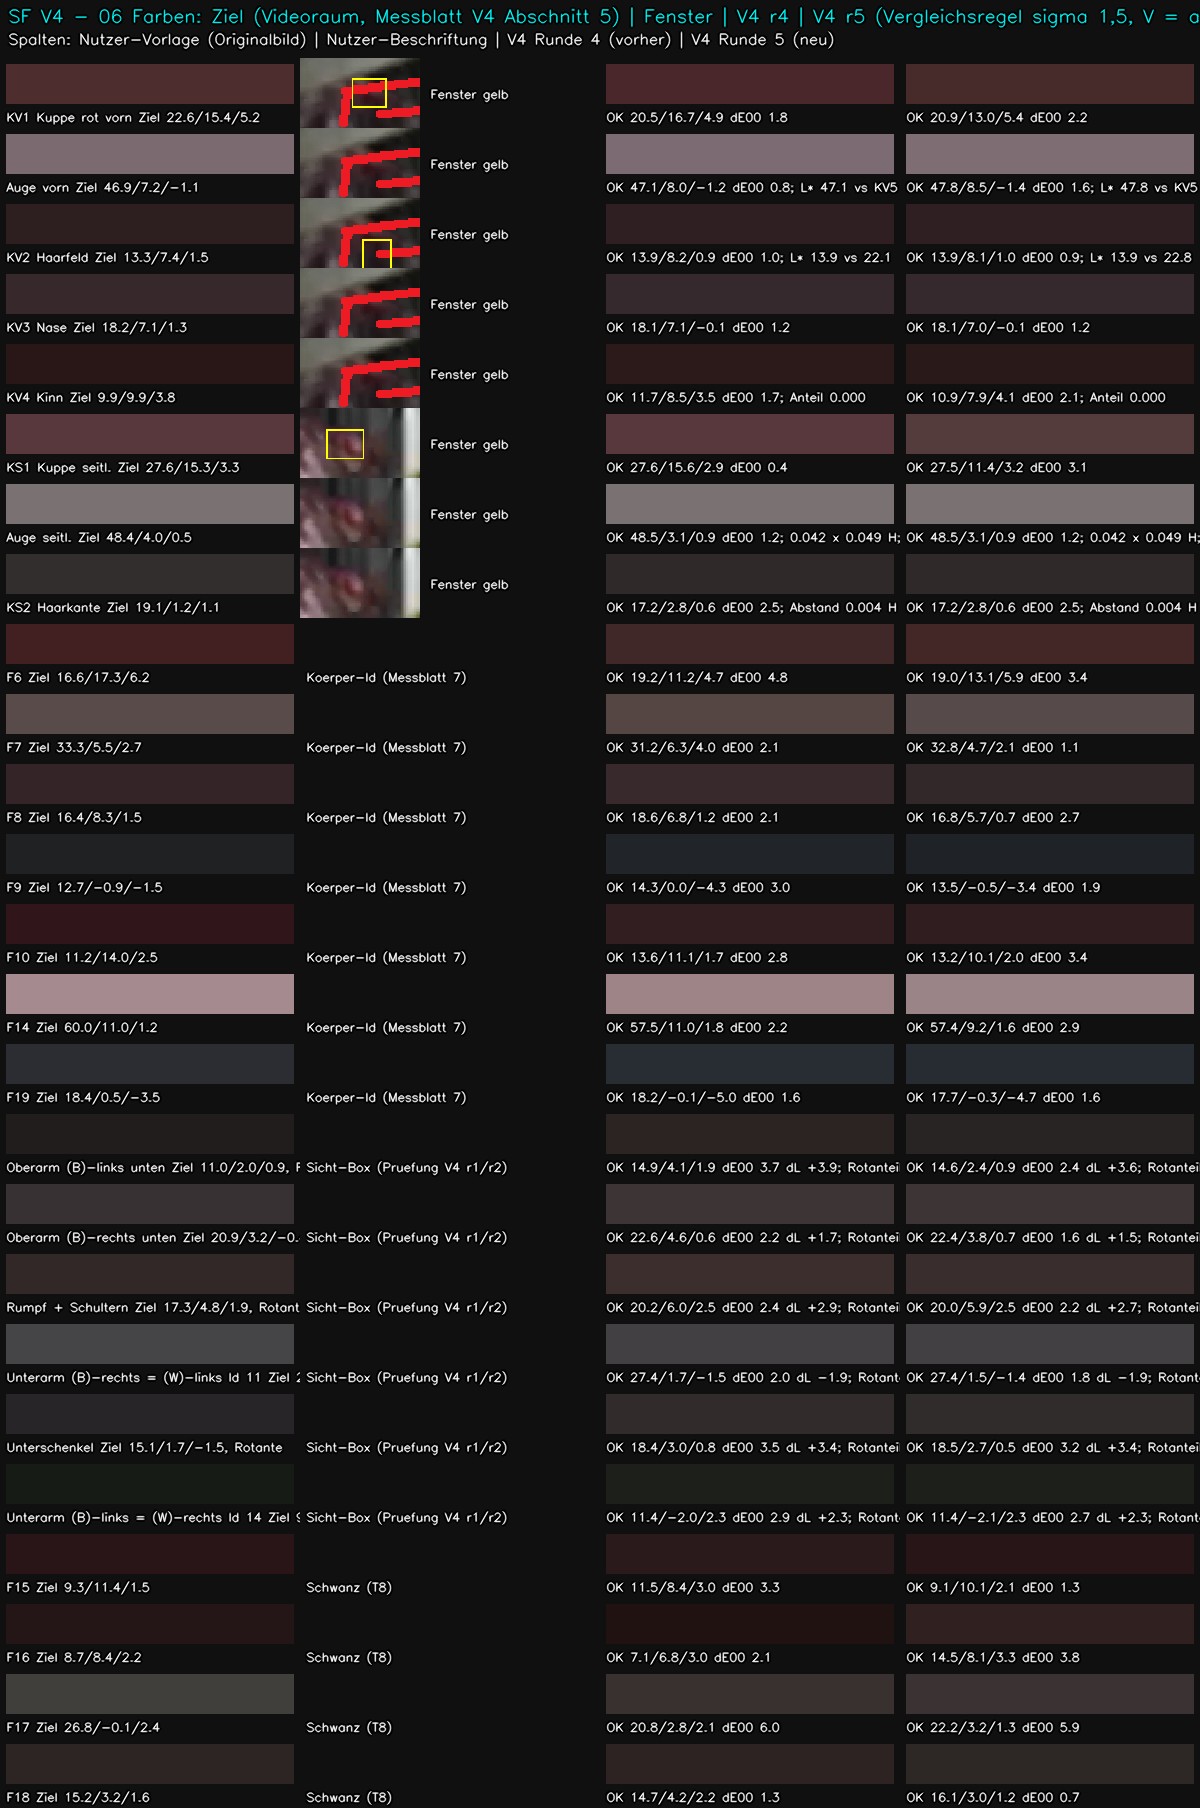 SF V4 - 06 Farben: Ziel (Videoraum, Messblatt V4 Abschnitt 5) | Fenster | V4 r4 | V4 r5 (Vergleichsregel sigma 1,5, V = a
Spalten: Nutzer-Vorlage (Originalbild) | Nutzer-Beschriftung | V4 Runde 4 (vorher) | V4 Runde 5 (neu)
Fenster gelb
KV1 Kuppe rot vorn Ziel 22.6/15.4/5.2 OK 20.5/16.7/4.9 dE00 1.8 OK 20.9/13.0/5.4 dE00 2.2
Fenster gelb
Auge vorn Ziel 46.9/7.2/-1.1 OK 47.1/8.0/-1.2 dE00 0.8; L* 47.1 vs KV5 OK 47.8/8.5/-1.4 dE00 1.6; L* 47.8 vs KV5
Fenster gelb
KV2 Haarfeld Ziel 13.3/7.4/1.5 OK 13.9/8.2/0.9 dE00 1.0; L* 13.9 vs 22.1 OK 13.9/8.1/1.0 dE00 0.9; L* 13.9 vs 22.8
Fenster gelb
KV3 Nase Ziel 18.2/7.1/1.3 OK 18.1/7.1/-0.1 dE00 1.2 OK 18.1/7.0/-0.1 dE00 1.2
Fenster gelb
KV4 Kinn Ziel 9.9/9.9/3.8 OK 11.7/8.5/3.5 dE00 1.7; Anteil 0.000 OK 10.9/7.9/4.1 dE00 2.1; Anteil 0.000
Fenster gelb
KS1 Kuppe seitl. Ziel 27.6/15.3/3.3 OK 27.6/15.6/2.9 dE00 0.4 OK 27.5/11.4/3.2 dE00 3.1
Fenster gelb
Auge seitl. Ziel 48.4/4.0/0.5 OK 48.5/3.1/0.9 dE00 1.2; 0.042 x 0.049 H; OK 48.5/3.1/0.9 dE00 1.2; 0.042 x 0.049 H;
Fenster gelb
KS2 Haarkante Ziel 19.1/1.2/1.1 OK 17.2/2.8/0.6 dE00 2.5; Abstand 0.004 H OK 17.2/2.8/0.6 dE00 2.5; Abstand 0.004 H
F6 Ziel 16.6/17.3/6.2 Koerper-Id (Messblatt 7) OK 19.2/11.2/4.7 dE00 4.8 OK 19.0/13.1/5.9 dE00 3.4
F7 Ziel 33.3/5.5/2.7 Koerper-Id (Messblatt 7) OK 31.2/6.3/4.0 dE00 2.1 OK 32.8/4.7/2.1 dE00 1.1
F8 Ziel 16.4/8.3/1.5 Koerper-Id (Messblatt 7) OK 18.6/6.8/1.2 dE00 2.1 OK 16.8/5.7/0.7 dE00 2.7
F9 Ziel 12.7/-0.9/-1.5 Koerper-Id (Messblatt 7) OK 14.3/0.0/-4.3 dE00 3.0 OK 13.5/-0.5/-3.4 dE00 1.9
F10 Ziel 11.2/14.0/2.5 Koerper-Id (Messblatt 7) OK 13.6/11.1/1.7 dE00 2.8 OK 13.2/10.1/2.0 dE00 3.4
F14 Ziel 60.0/11.0/1.2 Koerper-Id (Messblatt 7) OK 57.5/11.0/1.8 dE00 2.2 OK 57.4/9.2/1.6 dE00 2.9
F19 Ziel 18.4/0.5/-3.5 Koerper-Id (Messblatt 7) OK 18.2/-0.1/-5.0 dE00 1.6 OK 17.7/-0.3/-4.7 dE00 1.6
Oberarm (B)-links unten Ziel 11.0/2.0/0.9, F Sicht-Box (Pruefung V4 r1/r2) OK 14.9/4.1/1.9 dE00 3.7 dL +3.9; Rotanteil OK 14.6/2.4/0.9 dE00 2.4 dL +3.6; Rotanteil
Oberarm (B)-rechts unten Ziel 20.9/3.2/-0. Sicht-Box (Pruefung V4 r1/r2) OK 22.6/4.6/0.6 dE00 2.2 dL +1.7; Rotanteil OK 22.4/3.8/0.7 dE00 1.6 dL +1.5; Rotanteil
Rumpf + Schultern Ziel 17.3/4.8/1.9, Rotant Sicht-Box (Pruefung V4 r1/r2) OK 20.2/6.0/2.5 dE00 2.4 dL +2.9; Rotanteil OK 20.0/5.9/2.5 dE00 2.2 dL +2.7; Rotanteil
Unterarm (B)-rechts = (W)-links Id 11 Ziel 2 Sicht-Box (Pruefung V4 r1/r2) OK 27.4/1.7/-1.5 dE00 2.0 dL -1.9; Rotant OK 27.4/1.5/-1.4 dE00 1.8 dL -1.9; Rotant
Unterschenkel Ziel 15.1/1.7/-1.5, Rotante Sicht-Box (Pruefung V4 r1/r2) OK 18.4/3.0/0.8 dE00 3.5 dL +3.4; Rotanteil OK 18.5/2.7/0.5 dE00 3.2 dL +3.4; Rotanteil
Unterarm (B)-links = (W)-rechts Id 14 Ziel 9 Sicht-Box (Pruefung V4 r1/r2) OK 11.4/-2.0/2.3 dE00 2.9 dL +2.3; Rotant OK 11.4/-2.1/2.3 dE00 2.7 dL +2.3; Rotant
F15 Ziel 9.3/11.4/1.5 Schwanz (T8) OK 11.5/8.4/3.0 dE00 3.3 OK 9.1/10.1/2.1 dE00 1.3
F16 Ziel 8.7/8.4/2.2 Schwanz (T8) OK 7.1/6.8/3.0 dE00 2.1 OK 14.5/8.1/3.3 dE00 3.8
F17 Ziel 26.8/-0.1/2.4 Schwanz (T8) OK 20.8/2.8/2.1 dE00 6.0 OK 22.2/3.2/1.3 dE00 5.9
F18 Ziel 15.2/3.2/1.6 Schwanz (T8) OK 14.7/4.2/2.2 dE00 1.3 OK 16.1/3.0/1.2 dE00 0.7